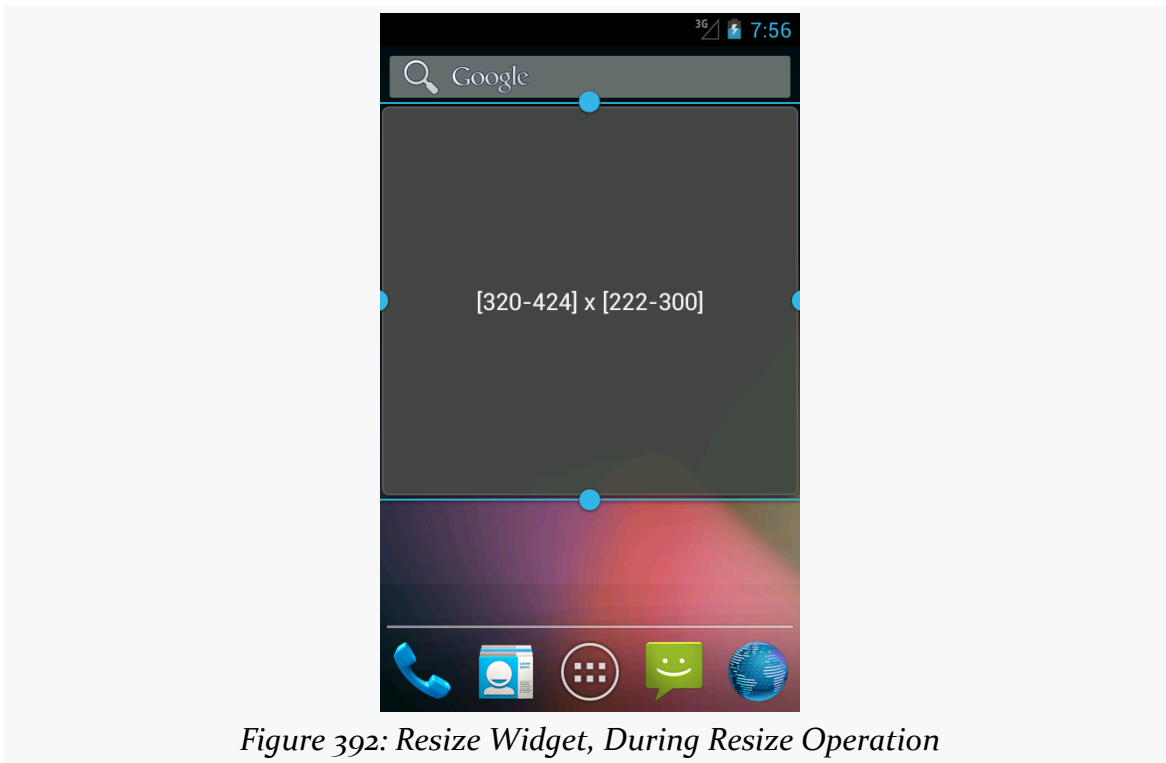 3G 7:56
Google
[320-424] x [222-300]
Figure 392: Resize Widget, During Resize Operation